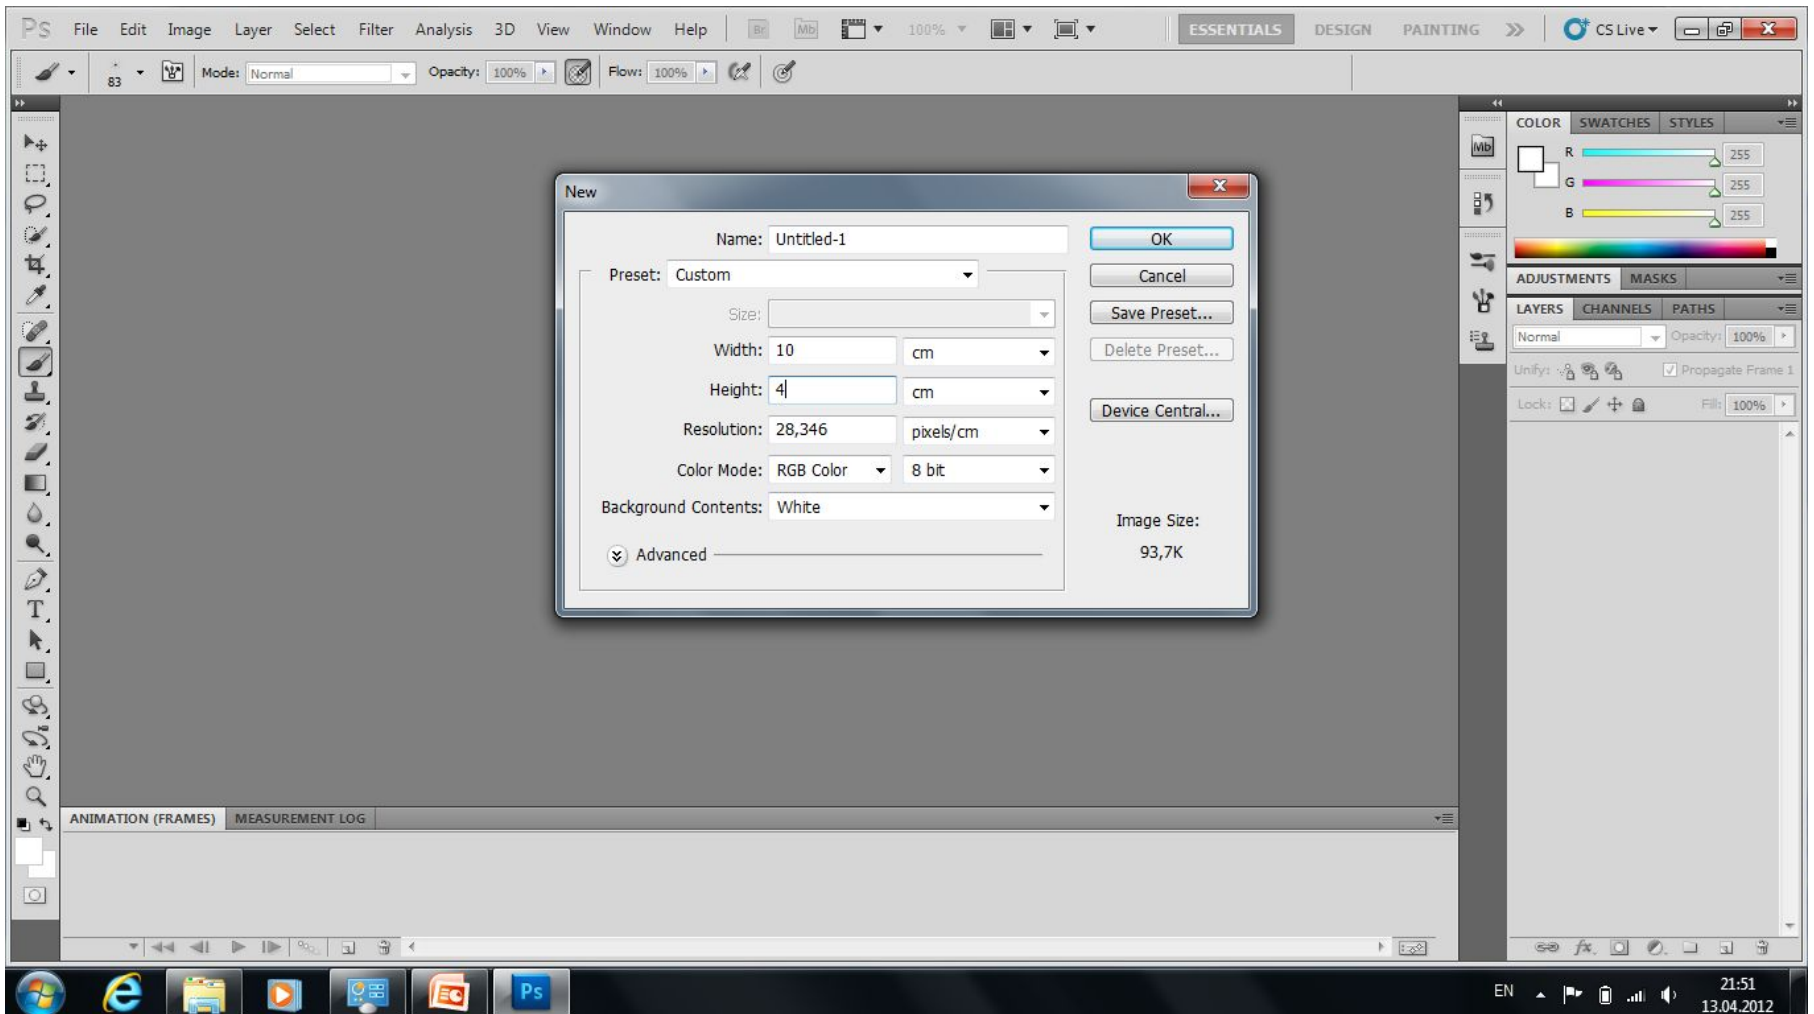 Ps File Edit Image Layer Select Filter Analysis 3D View Window Help Br Mb 100% ESSENTIALS DESIGN PAINTING CS Live
83 Mode: Normal Opacity: 100% Flow: 100%
COLOR SWATCHES STYLES
Mb
R 255
G 255
B 255
ADJUSTMENTS MASKS
LAYERS CHANNELS PATHS
Normal Opacity: 100%
Unify: Propagate Frame 1
Lock: Fill: 100%
New
Name: Untitled-1 OK
Preset: Custom Cancel
Size: Save Preset...
Width: 10 cm Delete Preset...
Height: 4 cm
Device Central...
Resolution: 28,346 pixels/cm
Color Mode: RGB Color 8 bit
Background Contents: White
Image Size:
Advanced 93,7K
T
ANIMATION (FRAMES) MEASUREMENT LOG
fx.
Ps EN 21:51
13.04.2012